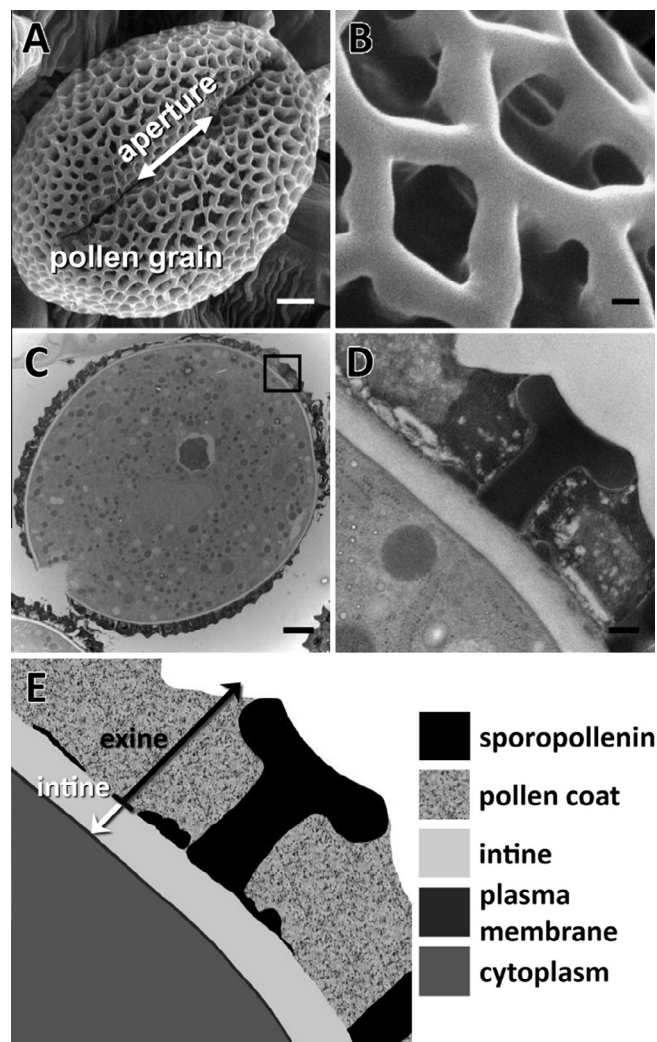 A
B
aperture
pollen grain
C
D
E
exine
intine
sporopollenin
pollen coat
intine
plasma
membrane
cytoplasm